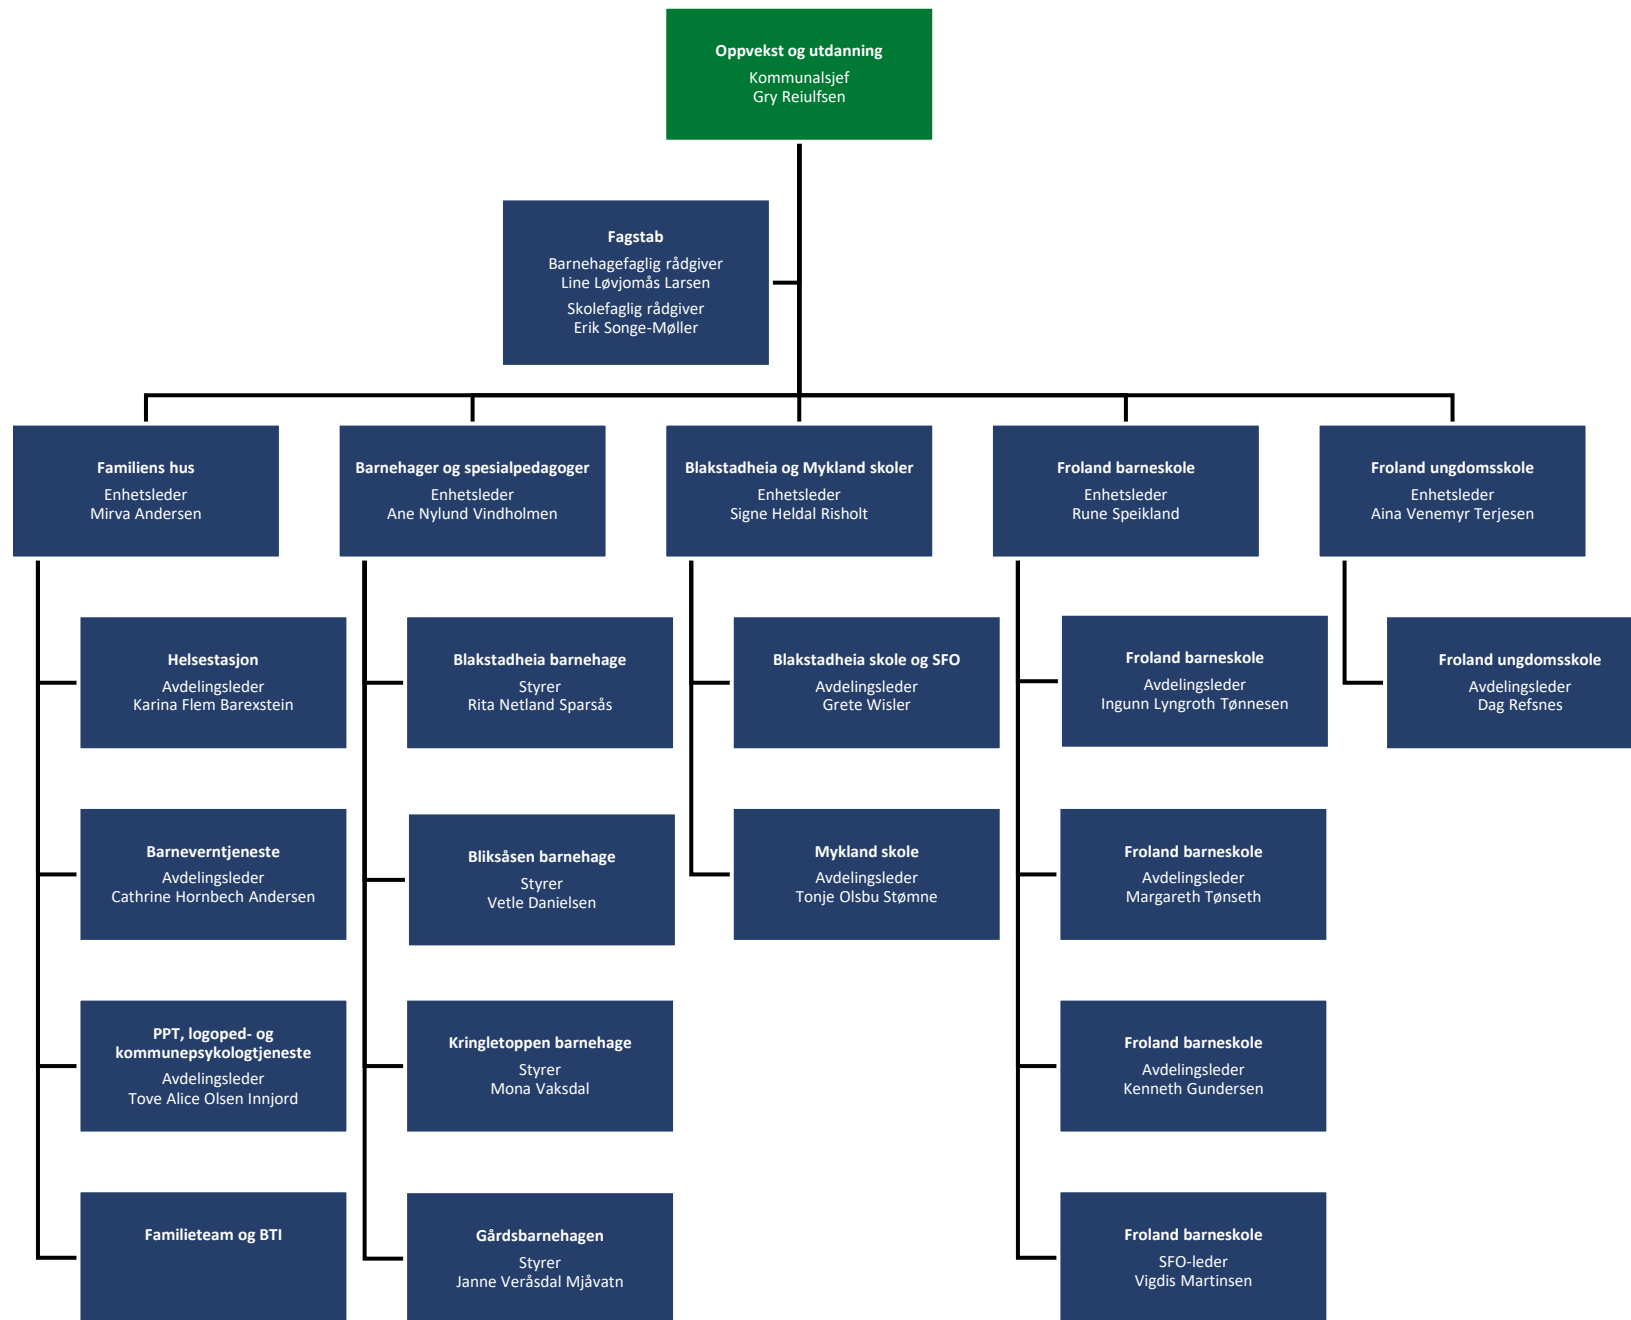 Oppvekst og utdanning
Kommunalsjef
Gry Reiulfsen
Fagstab
Barnehagefaglig rådgiver
Line Løvjomås Larsen
Skolefaglig rådgiver
Erik Songe-Møller
Familiens hus
Enhetsleder
Mirva Andersen
Barnehager og spesialpedagoger
Enhetsleder
Ane Nylund Vindholmen
Blakstadheia og Mykland skoler
Enhetsleder
Signe Heldal Risholt
Froland barneskole
Enhetsleder
Rune Speikland
Froland ungdomsskole
Enhetsleder
Aina Venemyr Terjesen
Helsestasjon
Avdelingsleder
Karina Flem Barexstein
Blakstadheia barnehage
Styrer
Rita Netland Sparsås
Blakstadheia skole og SFO
Avdelingsleder
Grete Wisler
Froland barneskole
Avdelingsleder
Ingunn Lyngroth Tønnesen
Froland ungdomsskole
Avdelingsleder
Dag Refsnes
Barneverntjeneste
Avdelingsleder
Cathrine Hornbech Andersen
Bliksåsen barnehage
Styrer
Vetle Danielsen
Mykland skole
Avdelingsleder
Tonje Olsbu Stømne
Froland barneskole
Avdelingsleder
Margareth Tønseth
PPT, logoped- og
kommunepsykologtjeneste
Avdelingsleder
Tove Alice Olsen Innjord
Kringletoppen barnehage
Styrer
Mona Vaksdal
Froland barneskole
Avdelingsleder
Kenneth Gundersen
Familieteam og BTI
Gårdsbarnehagen
Styrer
Janne Veråsdal Mjåvatn
Froland barneskole
SFO-leder
Vigdis Martinsen